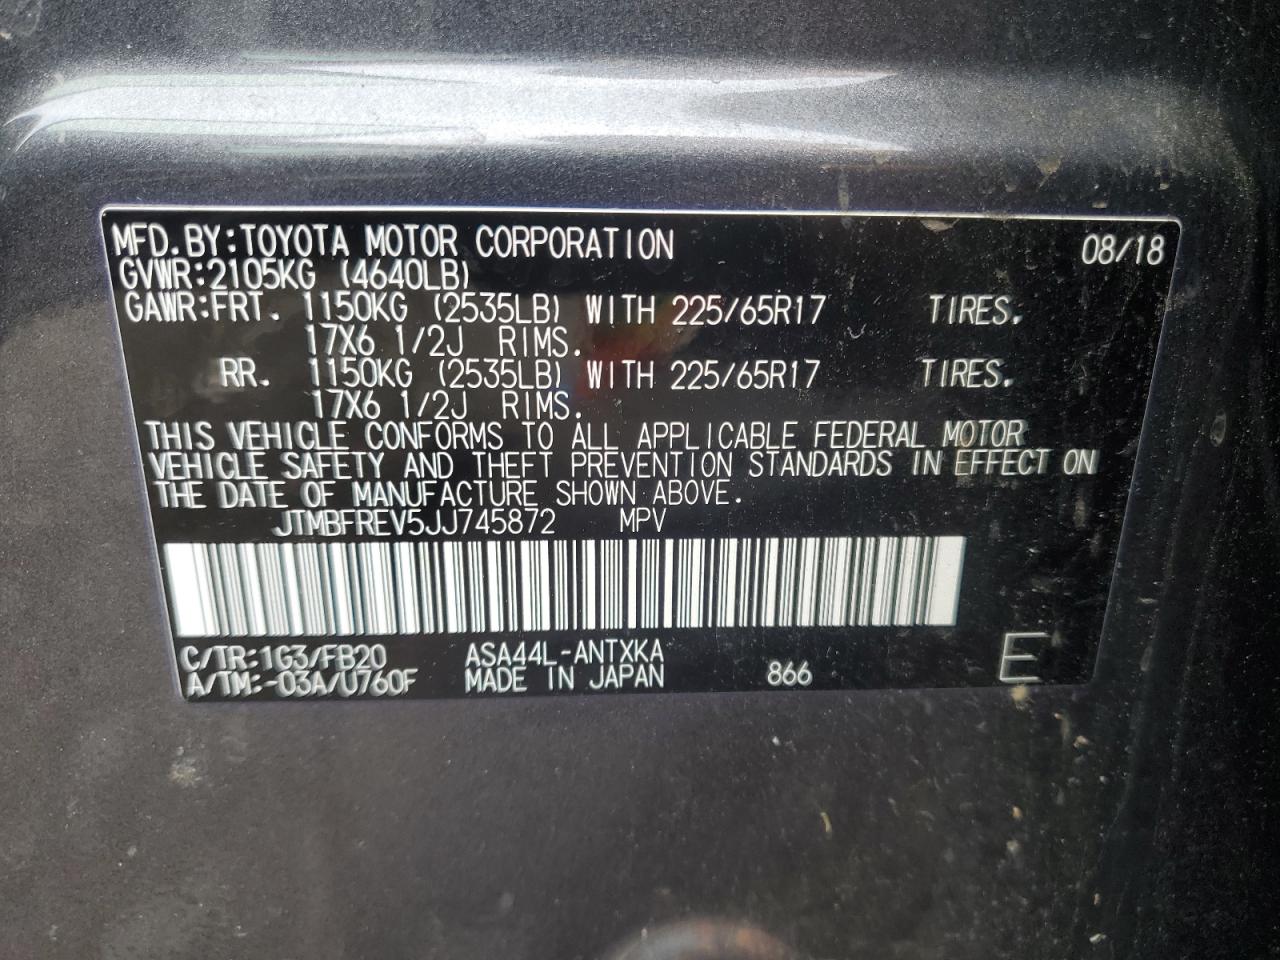 MFD.BY:TOYOTA MOTOR CORPORATION 08/18
GVWR:2105KG (4640LB)
GAWR:FRT. 1150KG (2535LB) WITH 225/65R17 TIRES.
17X6 1/2J RIMS.
RR. 1150KG (2535LB) WITH 225/65R17 TIRES.
17X6 1/2J RIMS.
THIS VEHICLE CONFORMS TO ALL APPLICABLE FEDERAL MOTOR
VEHICLE SAFETY AND THEFT PREVENTION STANDARDS IN EFFECT ON
THE DATE OF MANUFACTURE SHOWN ABOVE.
JTMBFREV5JJ745872 MPV
C/TR:1G3/FB20 ASA44L-ANTXKA
A/TM:-03A/U760F MADE IN JAPAN 866 E